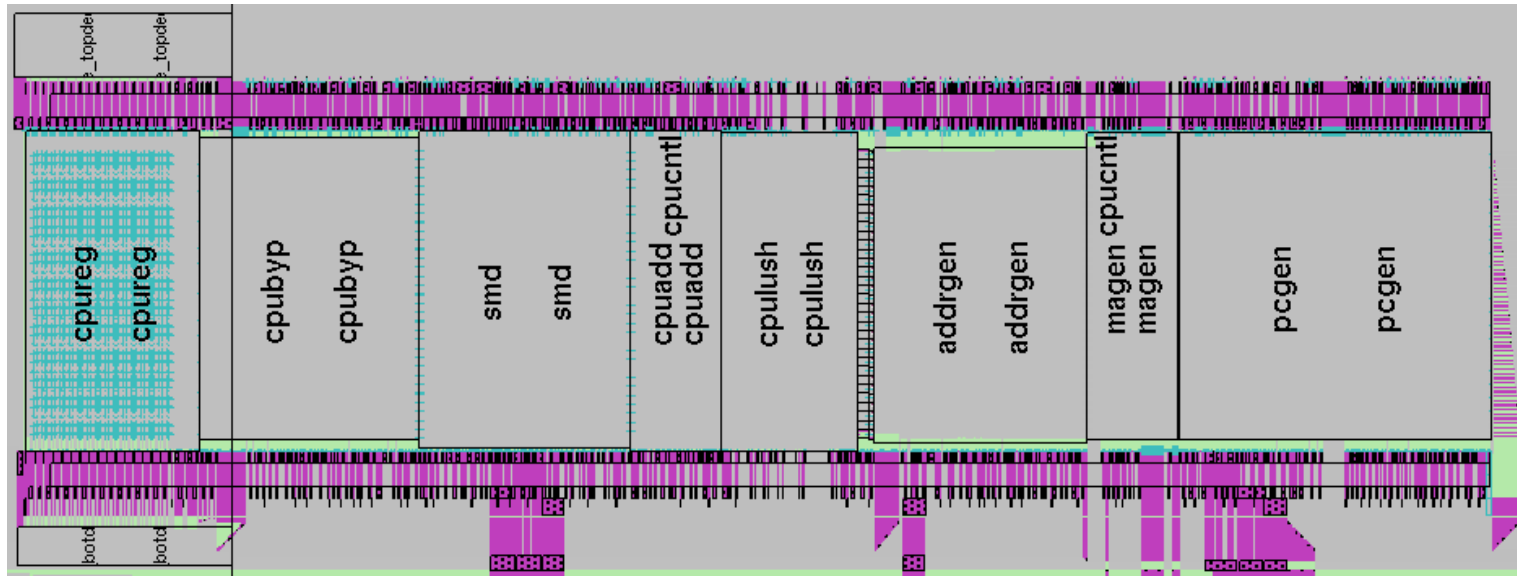 e_topdec
e_topdec
cpureg
cpureg
cpubyp
cpubyp
smd
smd
cpuadd
cpucntl
cpuadd
cpulush
cpulush
addrgen
addrgen
magen
cpucntl
magen
pcgen
pcgen
botd
botd